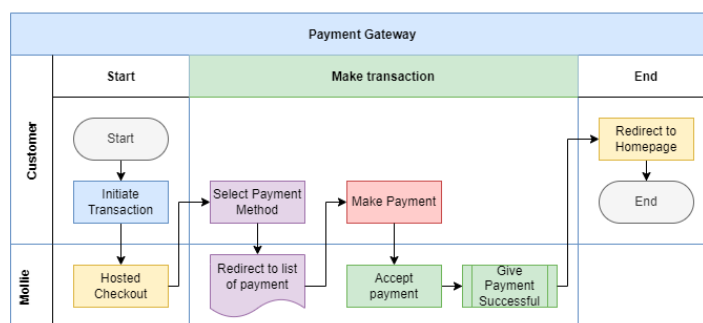 Payment Gateway
Start
Make transaction
End
Customer
Start
Redirect to
Homepage
Initiate
Transaction
Select Payment
Method
Make Payment
End
Mollie
Hosted
Checkout
Redirect to list
of payment
Accept
payment
Give
Payment
Successful